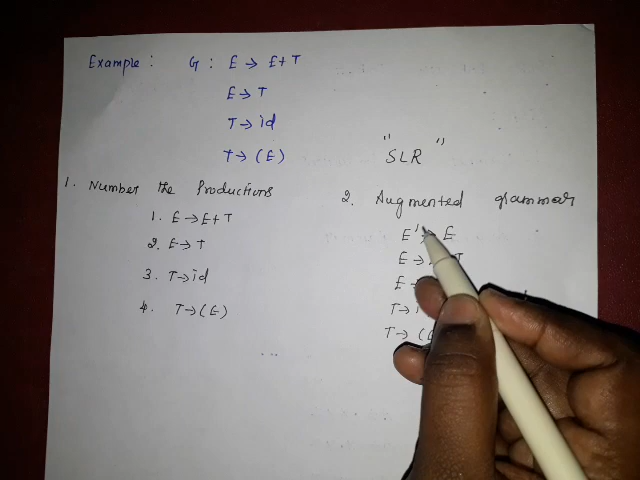 Example : G : E → E+T
E → T
T → id
T → (E)
" SLR "
1. Number the Productions
1. E → E+T
2. E → T
3. T → id
4. T → (E)
2. Augmented grammar
E' → E
E →
E →
T →
T → (